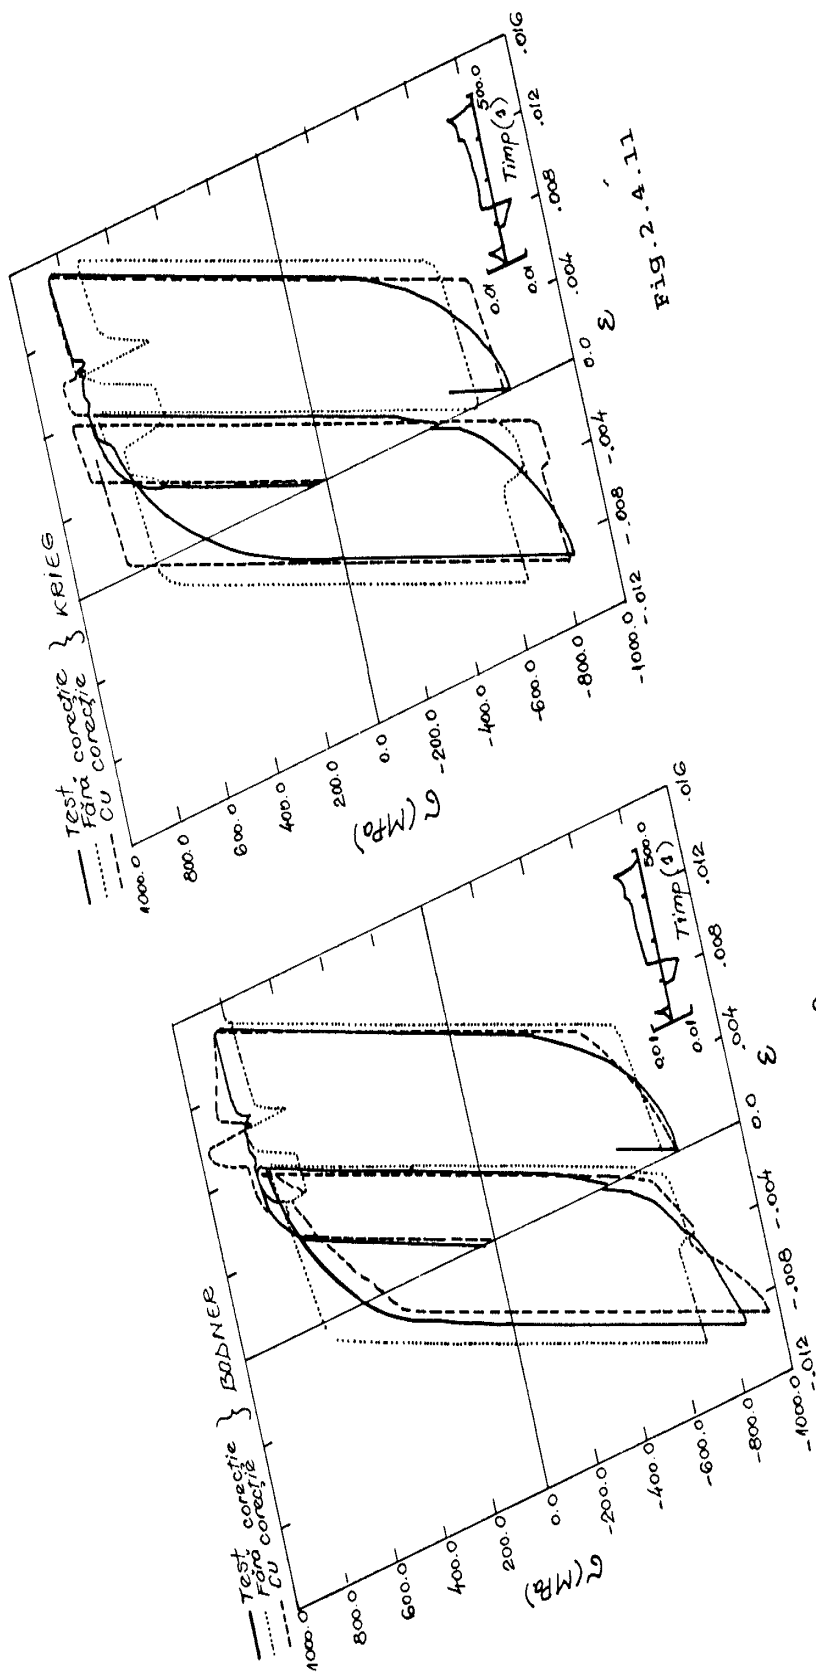 Test
Fără corecție
Cu corecție
} KRIEG
1000.0
800.0
600.0
400.0
200.0
0.0
-200.0
-400.0
-600.0
-800.0
-1000.0
σ (MPa)
-.012
-.008
-.004
0.0
.004
.008
.012
.016
ε
0.01
0.01
500.0
Timp (s)
Fig. 2.4.11
Test
Fără corecție
Cu corecție
} BODNER
1000.0
800.0
600.0
400.0
200.0
0.0
-200.0
-400.0
-600.0
-800.0
-1000.0
σ (MPa)
-.012
-.008
-.004
0.0
.004
.008
.012
.016
ε
0.01
0.01
500.0
Timp (s)